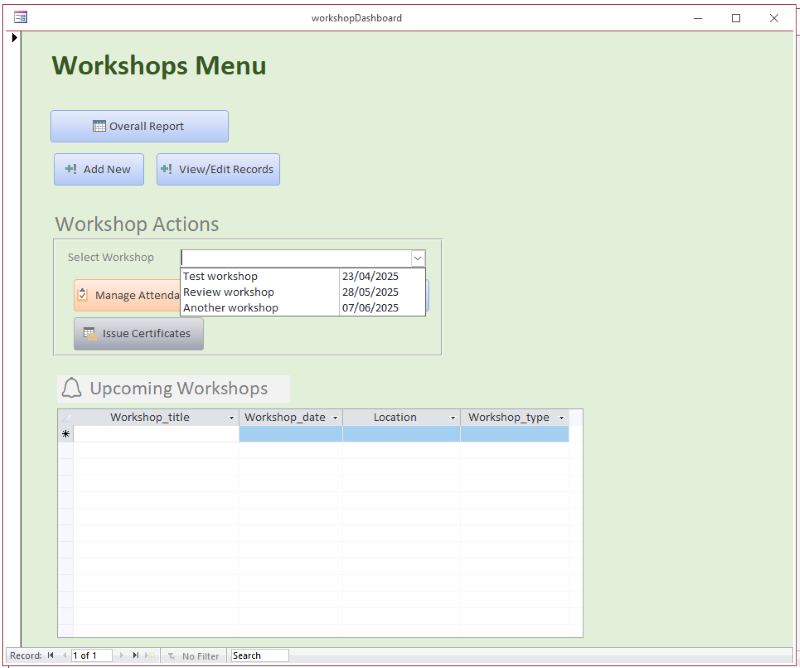 workshopDashboard
Workshops Menu
Overall Report
Add New
View/Edit Records
Workshop Actions
Select Workshop
Test workshop 23/04/2025
Review workshop 28/05/2025
Another workshop 07/06/2025
Manage Attenda
Issue Certificates
Upcoming Workshops
Workshop_title Workshop_date Location Workshop_type
Record: 1 of 1 No Filter Search